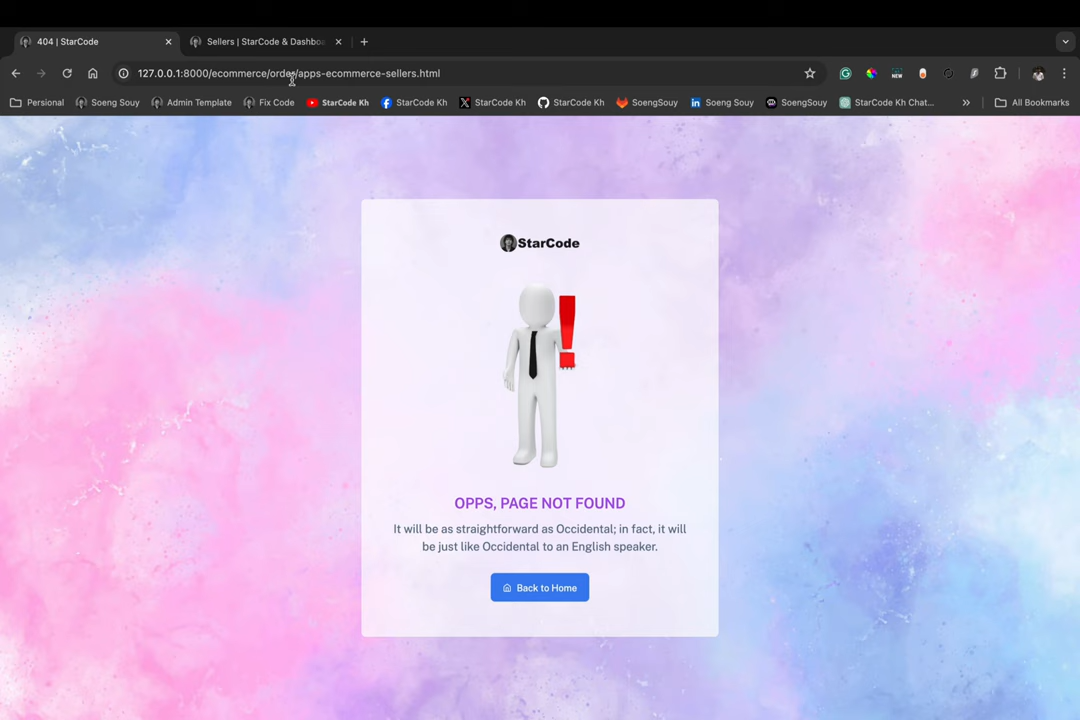 404 | StarCode
Sellers | StarCode & Dashboa
127.0.0.1:8000/ecommerce/order/apps-ecommerce-sellers.html
Personal
Soeng Souy
Admin Template
Fix Code
StarCode Kh
StarCode Kh
StarCode Kh
StarCode Kh
SoengSouy
Soeng Souy
SoengSouy
StarCode Kh Chat...
All Bookmarks
StarCode
OPPS, PAGE NOT FOUND
It will be as straightforward as Occidental; in fact, it will
be just like Occidental to an English speaker.
Back to Home